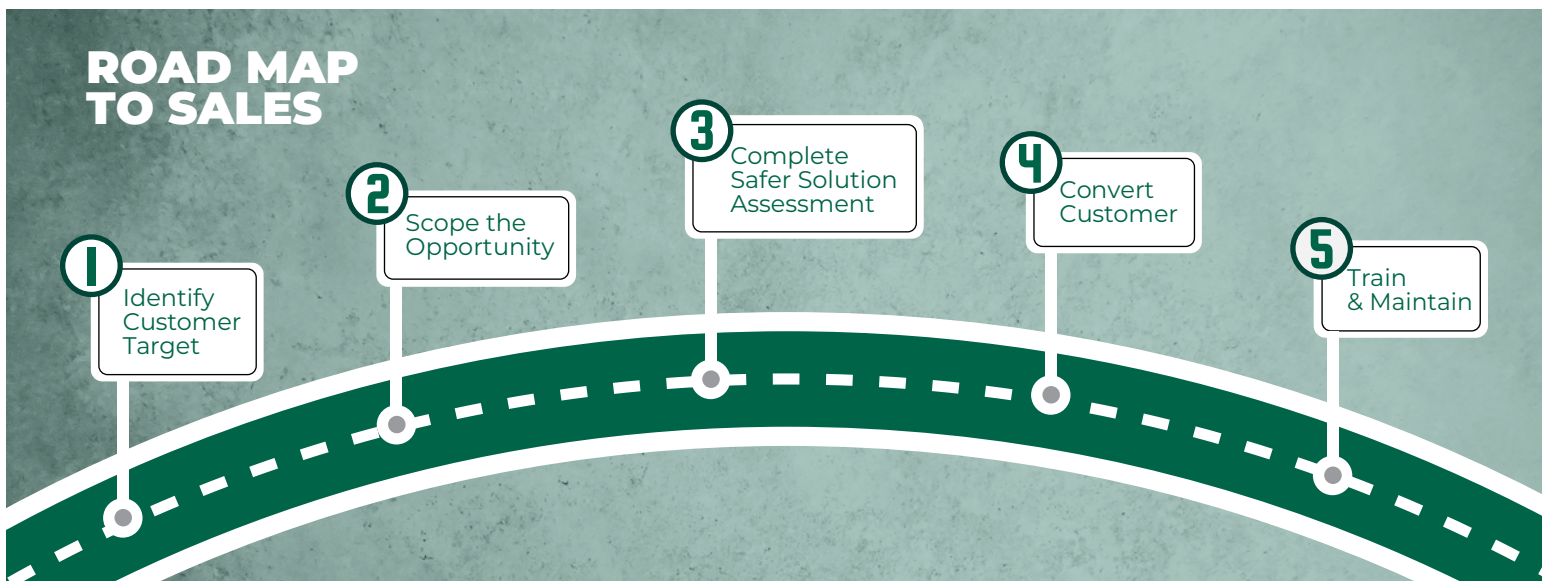 ROAD MAP
TO SALES
1
Identify
Customer
Target
2
Scope the
Opportunity
3
Complete
Safer Solution
Assessment
4
Convert
Customer
5
Train
& Maintain